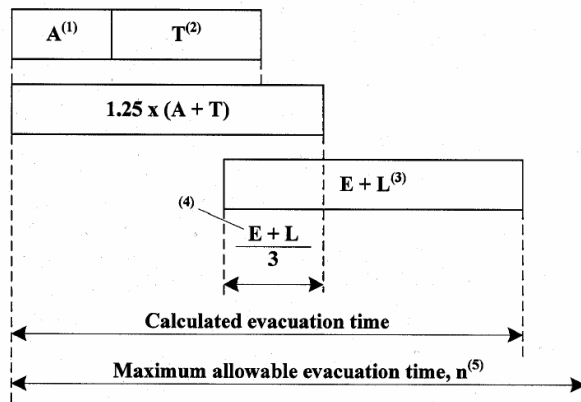 A(1) T(2)
1.25 x (A + T)
E + L(3)
(4)
E + L
3
Calculated evacuation time
Maximum allowable evacuation time, n(5)